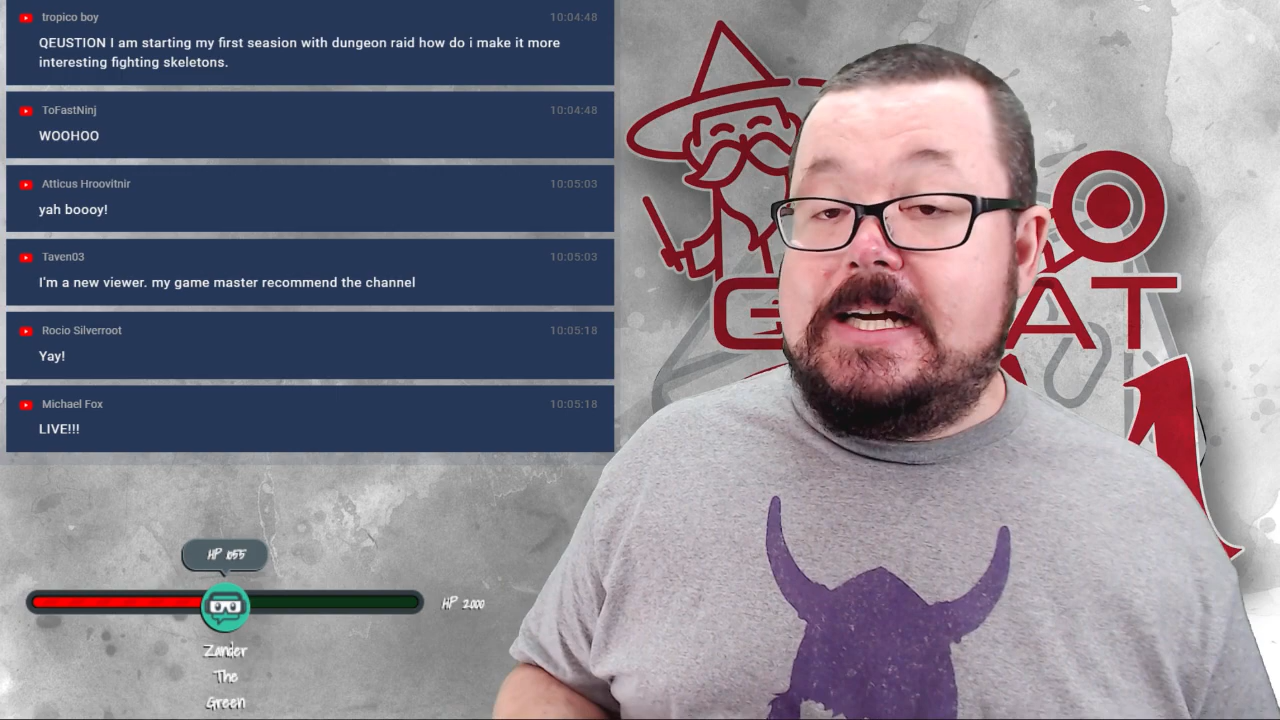 tropico boy 10:04:48
QEUSTION I am starting my first seasion with dungeon raid how do i make it more
interesting fighting skeletons.
ToFastNinj 10:04:48
WOOHOO
Atticus Hroovitnir 10:05:03
yah boooy!
Taven03 10:05:03
I'm a new viewer. my game master recommend the channel
Rocio Silverroot 10:05:18
Yay!
Michael Fox 10:05:18
LIVE!!!
HP 1055
HP 2000
Zander
The
Green